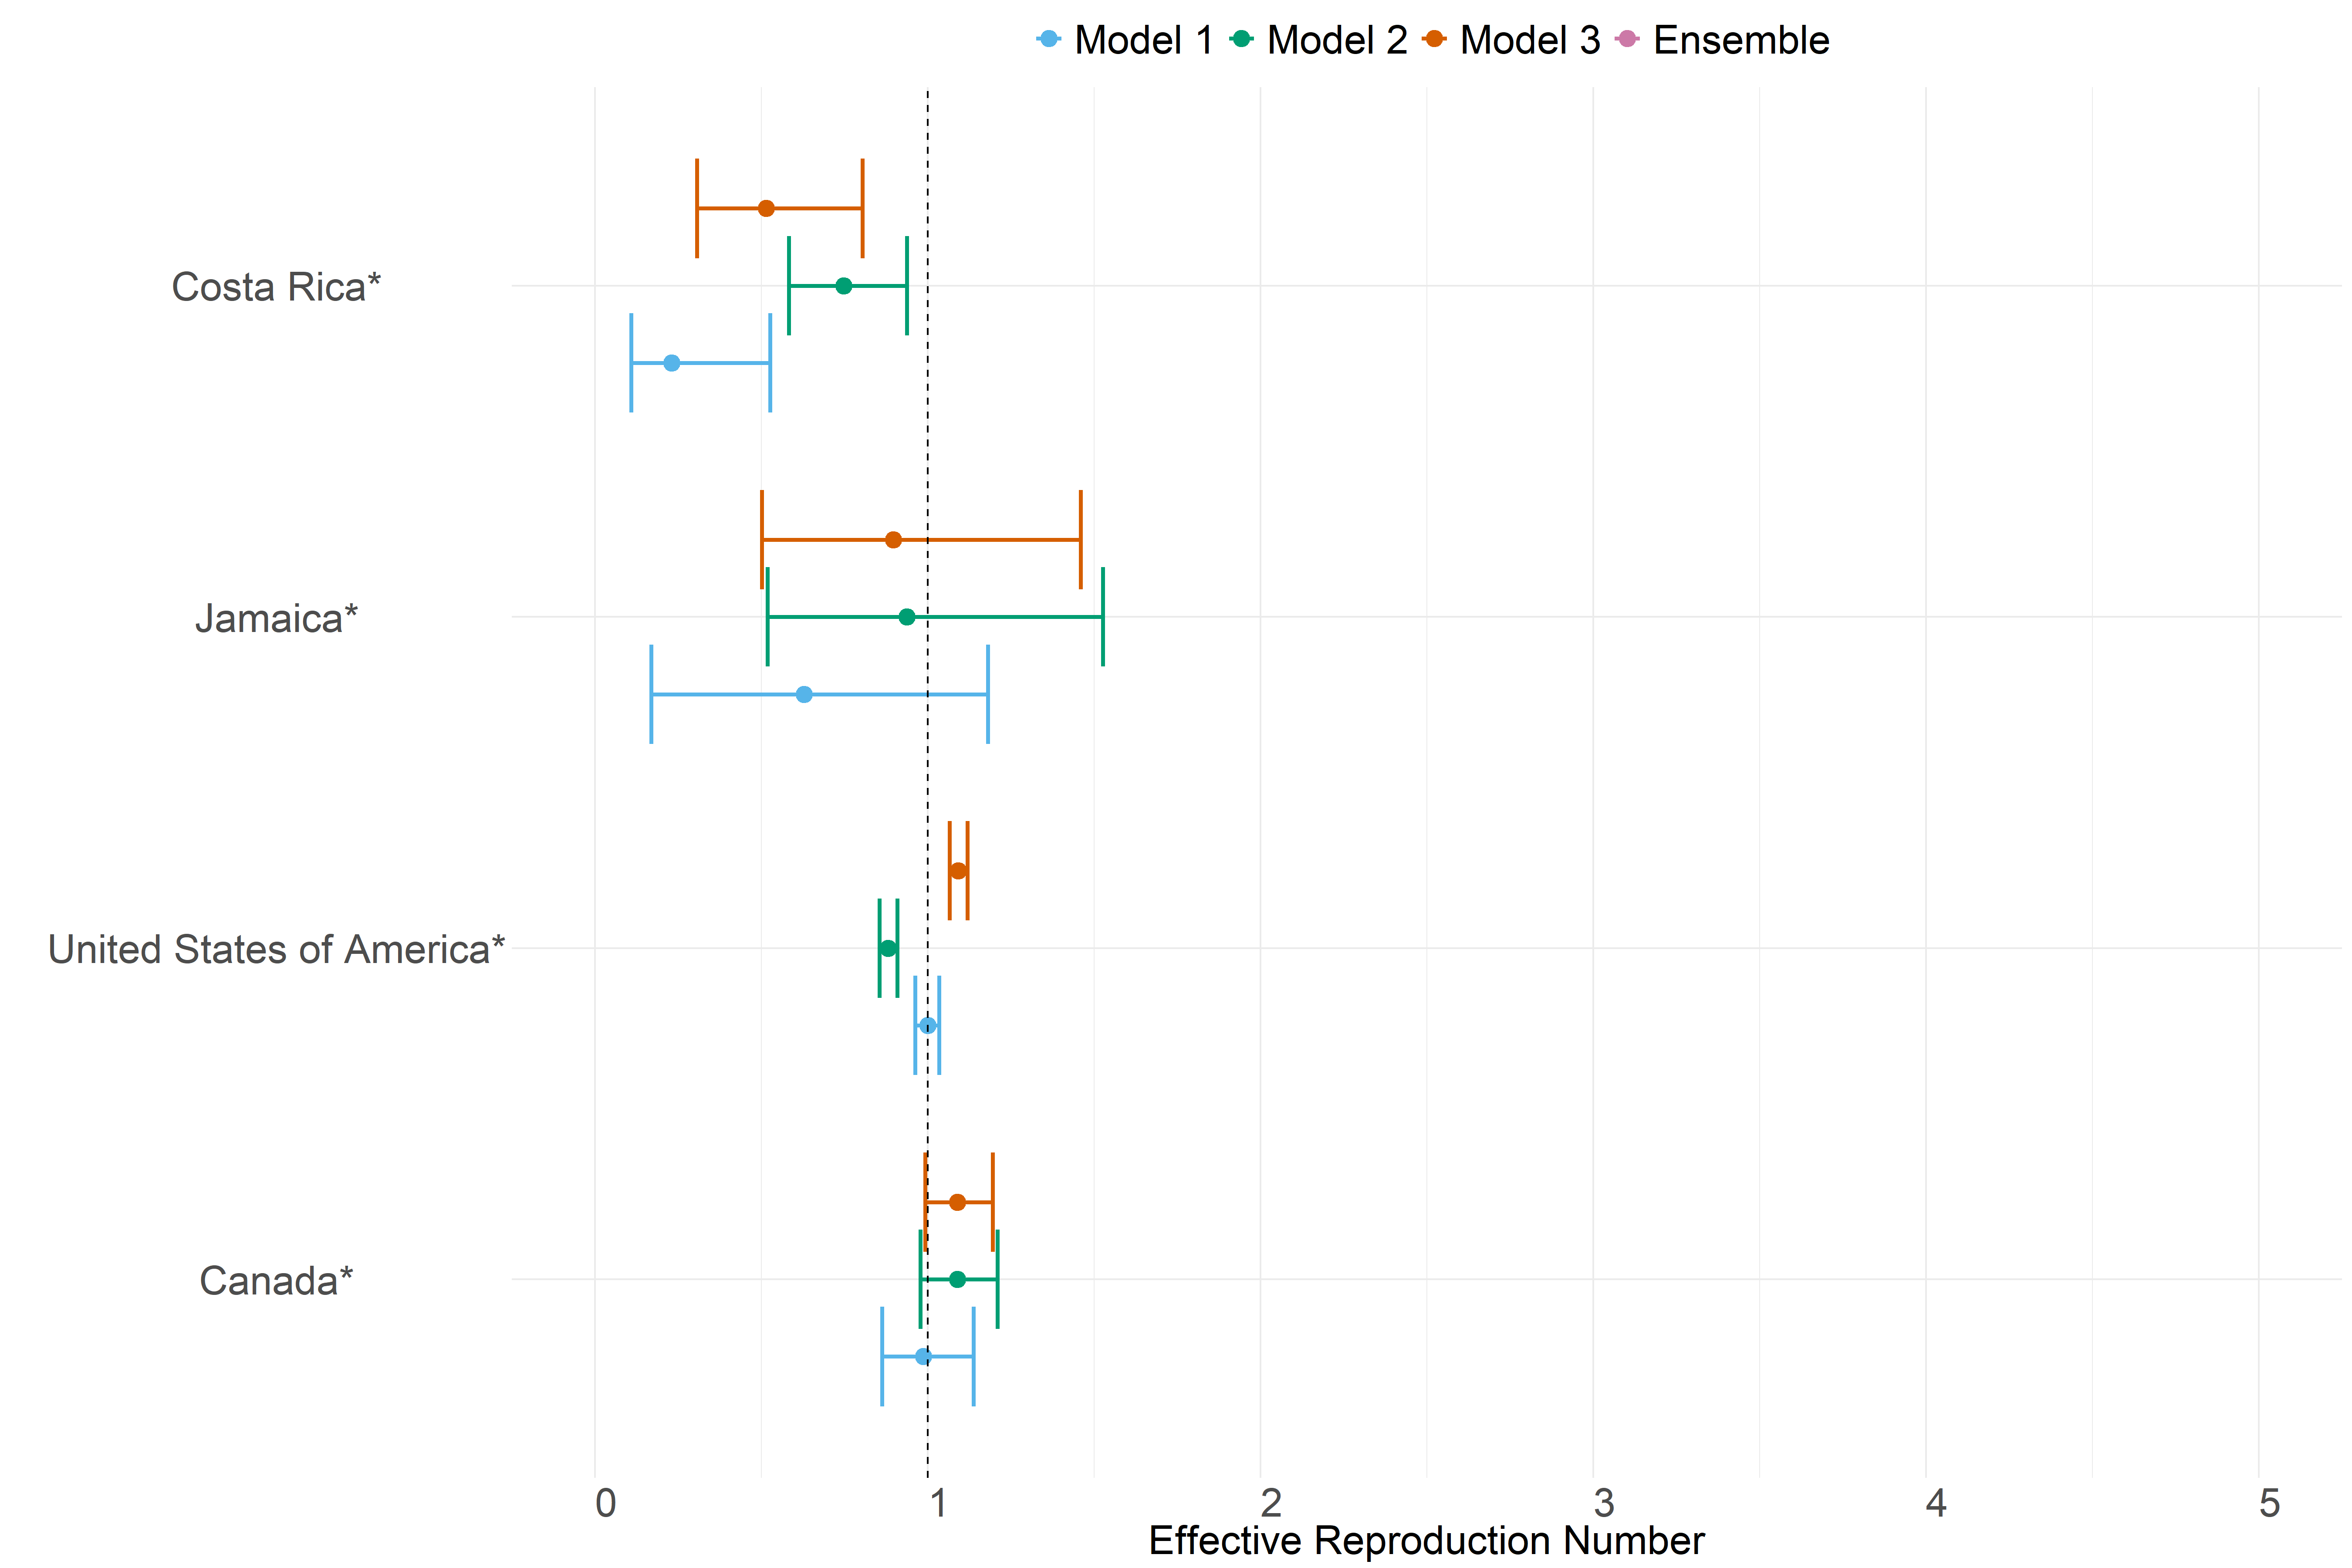 Model 1 Model 2 Model 3 Ensemble
Costa Rica*
Jamaica*
United States of America*
Canada*
0 1 2 3 4 5
Effective Reproduction Number